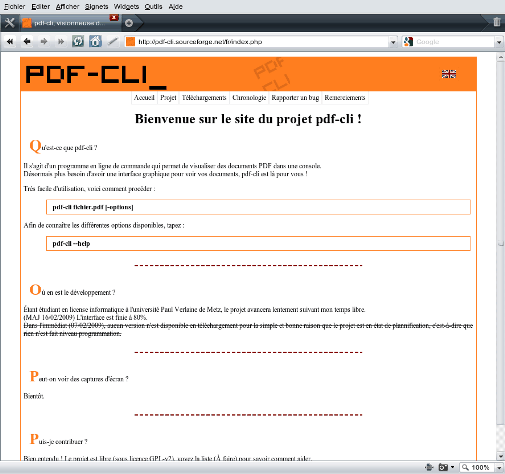 Fichier Editer Afficher Signets Widgets Outils Aide
pdf-cli, visionneuse d...
http://pdf-cli.sourceforge.net/fr/index.php
Google
PDF-CLI_
PDF CLI
Accueil Projet Téléchargements Chronologie Rapporter un bug Remerciements
Bienvenue sur le site du projet pdf-cli !
Qu'est-ce que pdf-cli ?
Il s'agit d'un programme en ligne de commande qui permet de visualiser des documents PDF dans une console.
Désormais plus besoin d'avoir une interface graphique pour voir vos documents, pdf-cli est là pour vous !
Très facile d'utilisation, voici comment procéder :
pdf-cli fichier.pdf [-options]
Afin de connaître les différentes options disponibles, tapez :
pdf-cli --help
Où en est le développement ?
Étant étudiant en license informatique à l'université Paul Verlaine de Metz, le projet avancera lentement suivant mon temps libre.
(MAJ 16/02/2009) L'interface est finie à 80%.
Dans l'immédiat (07/02/2009), aucun version n'est disponible en téléchargement pour la simple et bonne raison que le projet est en état de plannification, c'est-à-dire que
rien n'est fait niveau programmation.
Peut-on voir des captures d'écran ?
Bientôt.
Puis-je contribuer ?
Bien entendu ! Le projet est libre (sous licence GPL-v2), voyez la liste (À faire) pour savoir comment aider.
100%